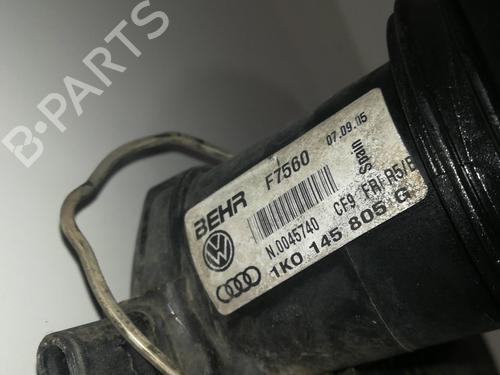 B-PARTS
BEHR F7560 07.09.05
Spain
N.0045740 CF9 FRI R5/B
1K0 145 805 G